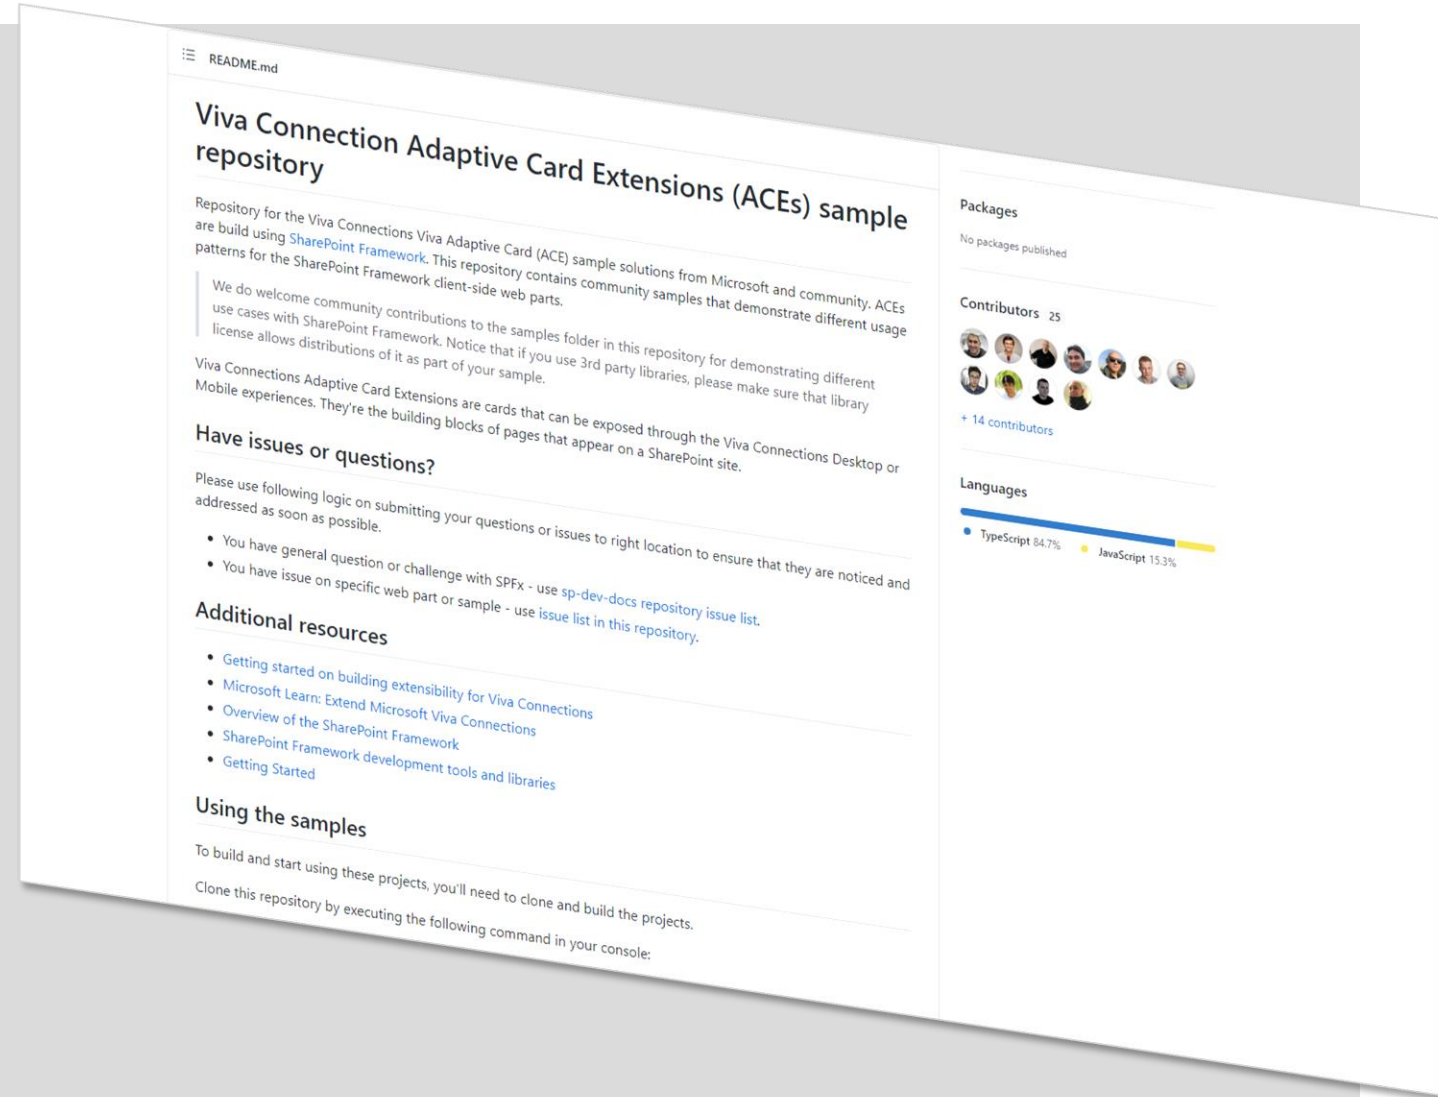 README.md
Viva Connection Adaptive Card Extensions (ACEs) sample
repository
Repository for the Viva Connections Viva Adaptive Card (ACE) sample solutions from Microsoft and community. ACEs
are build using SharePoint Framework. This repository contains community samples that demonstrate different usage
patterns for the SharePoint Framework client-side web parts.
We do welcome community contributions to the samples folder in this repository for demonstrating different
use cases with SharePoint Framework. Notice that if you use 3rd party libraries, please make sure that library
license allows distributions of it as part of your sample.
Viva Connections Adaptive Card Extensions are cards that can be exposed through the Viva Connections Desktop or
Mobile experiences. They're the building blocks of pages that appear on a SharePoint site.
Have issues or questions?
Please use following logic on submitting your questions or issues to right location to ensure that they are noticed and
addressed as soon as possible.
• You have general question or challenge with SPFx - use sp-dev-docs repository issue list.
• You have issue on specific web part or sample - use issue list in this repository.
Additional resources
• Getting started on building extensibility for Viva Connections
• Microsoft Learn: Extend Microsoft Viva Connections
• Overview of the SharePoint Framework
• SharePoint Framework development tools and libraries
• Getting Started
Using the samples
To build and start using these projects, you'll need to clone and build the projects.
Clone this repository by executing the following command in your console:
Packages
No packages published
Contributors 25
+ 14 contributors
Languages
TypeScript 84.7% JavaScript 15.3%